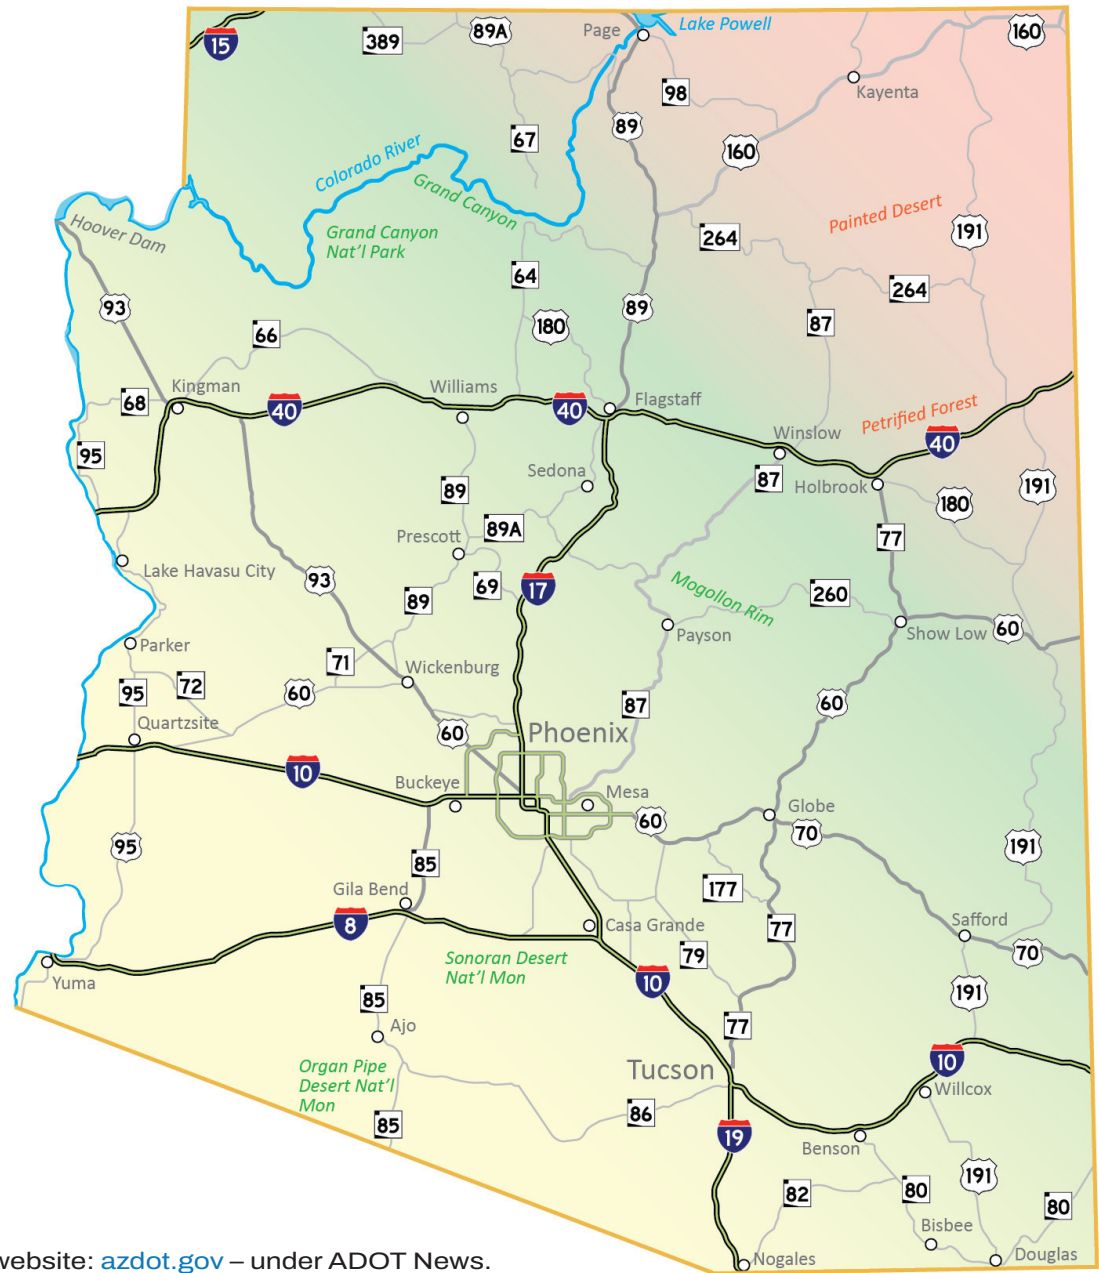 15
389
89A
Page
Lake Powell
160
98
Kayenta
89
67
160
Colorado River
Grand Canyon
Painted Desert
Hoover Dam
Grand Canyon
Nat'l Park
264
191
64
264
93
89
180
87
66
Kingman
Williams
68
40
40
Flagstaff
Petrified Forest
Winslow
40
95
Sedona
87
Holbrook
191
89
180
89A
Prescott
77
Lake Havasu City
93
69
17
Mogollon Rim
260
89
Payson
Show Low
60
Parker
71
Wickenburg
95
72
60
87
60
Quartzsite
60
Phoenix
10
Buckeye
Mesa
60
Globe
70
95
191
85
Gila Bend
177
8
Casa Grande
77
Safford
79
70
Sonoran Desert
Nat'l Mon
10
Yuma
85
191
Ajo
77
Organ Pipe
Desert Nat'l
Mon
Tucson
10
Willcox
86
85
19
Benson
191
82
80
80
Bisbee
Douglas
Nogales
website: azdot.gov – under ADOT News.